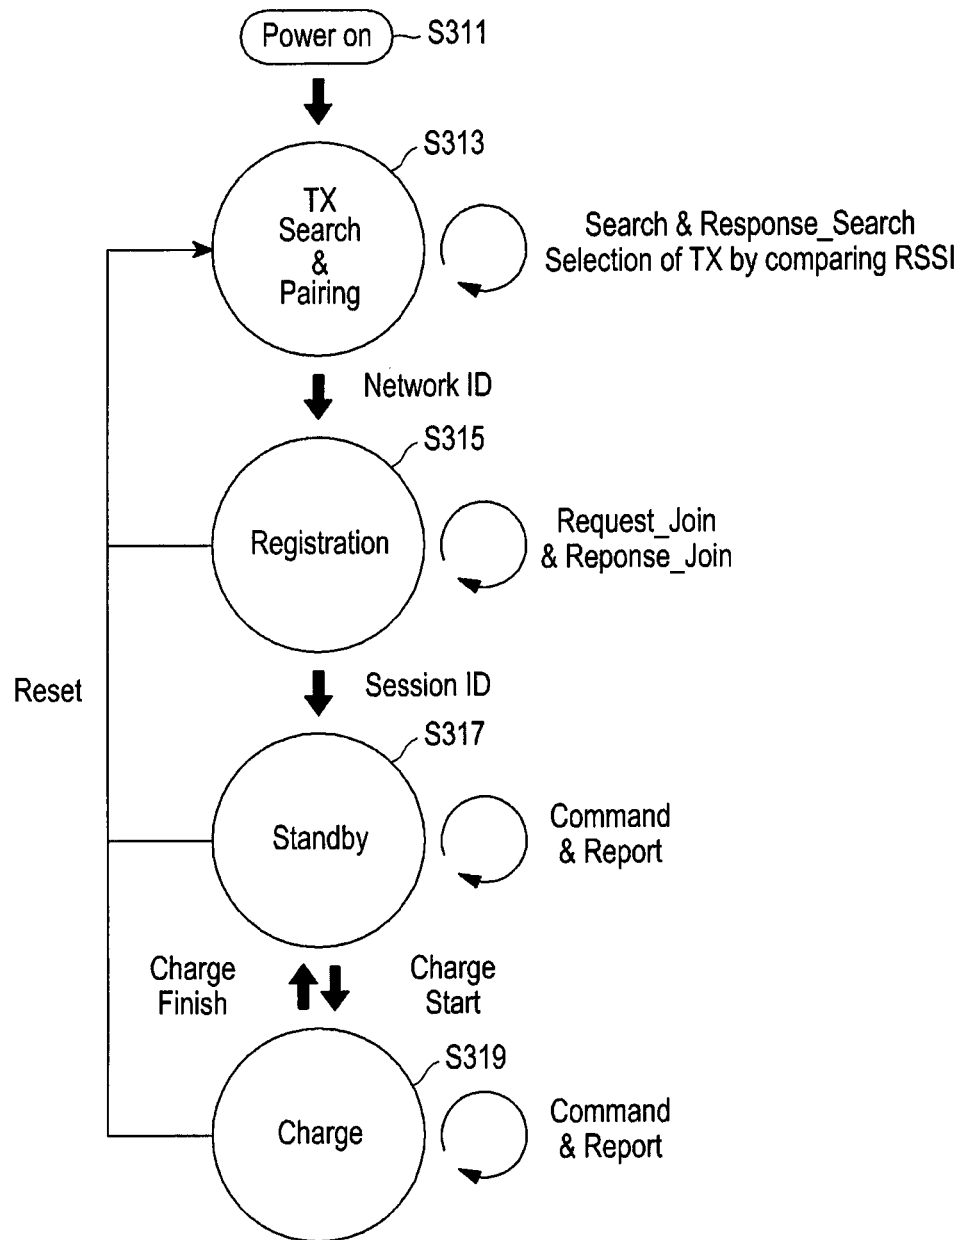 Power on
S311
S313
TX
Search
&
Pairing
Search & Response_Search
Selection of TX by comparing RSSI
Network ID
S315
Registration
Request_Join
& Reponse_Join
Reset
Session ID
S317
Standby
Command
& Report
Charge
Finish
Charge
Start
S319
Charge
Command
& Report